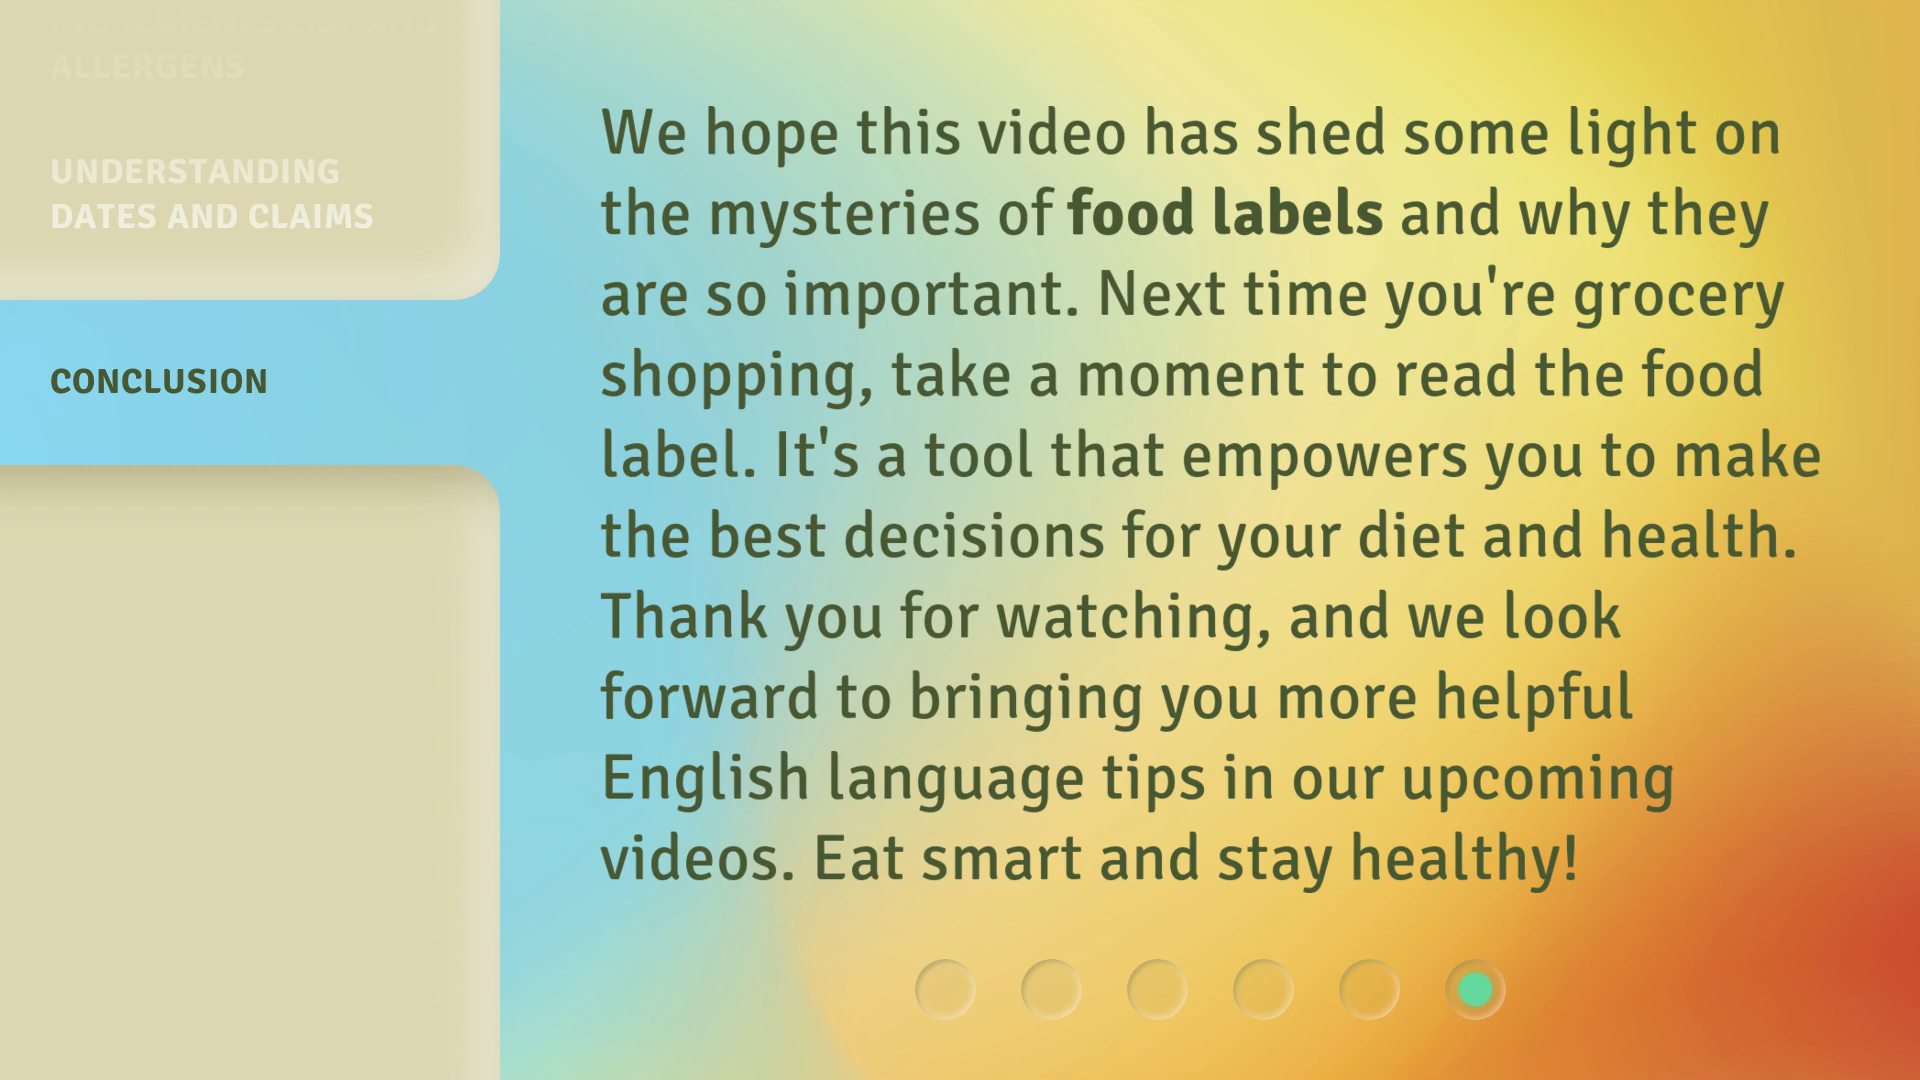 INGREDIENTS LIST AND
ALLERGENS
UNDERSTANDING
DATES AND CLAIMS
CONCLUSION
We hope this video has shed some light on
the mysteries of food labels and why they
are so important. Next time you're grocery
shopping, take a moment to read the food
label. It's a tool that empowers you to make
the best decisions for your diet and health.
Thank you for watching, and we look
forward to bringing you more helpful
English language tips in our upcoming
videos. Eat smart and stay healthy!